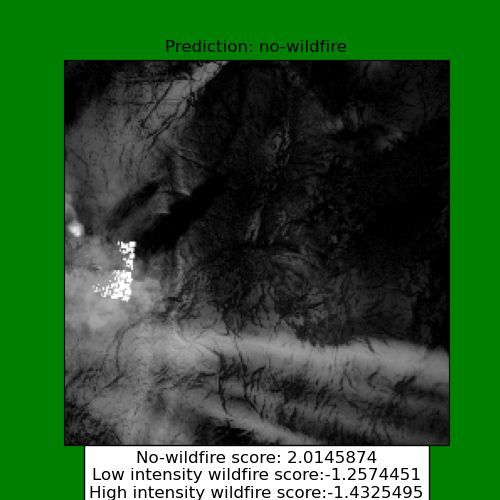 Prediction: no-wildfire
No-wildfire score: 2.0145874
Low intensity wildfire score:-1.2574451
High intensity wildfire score:-1.4325495